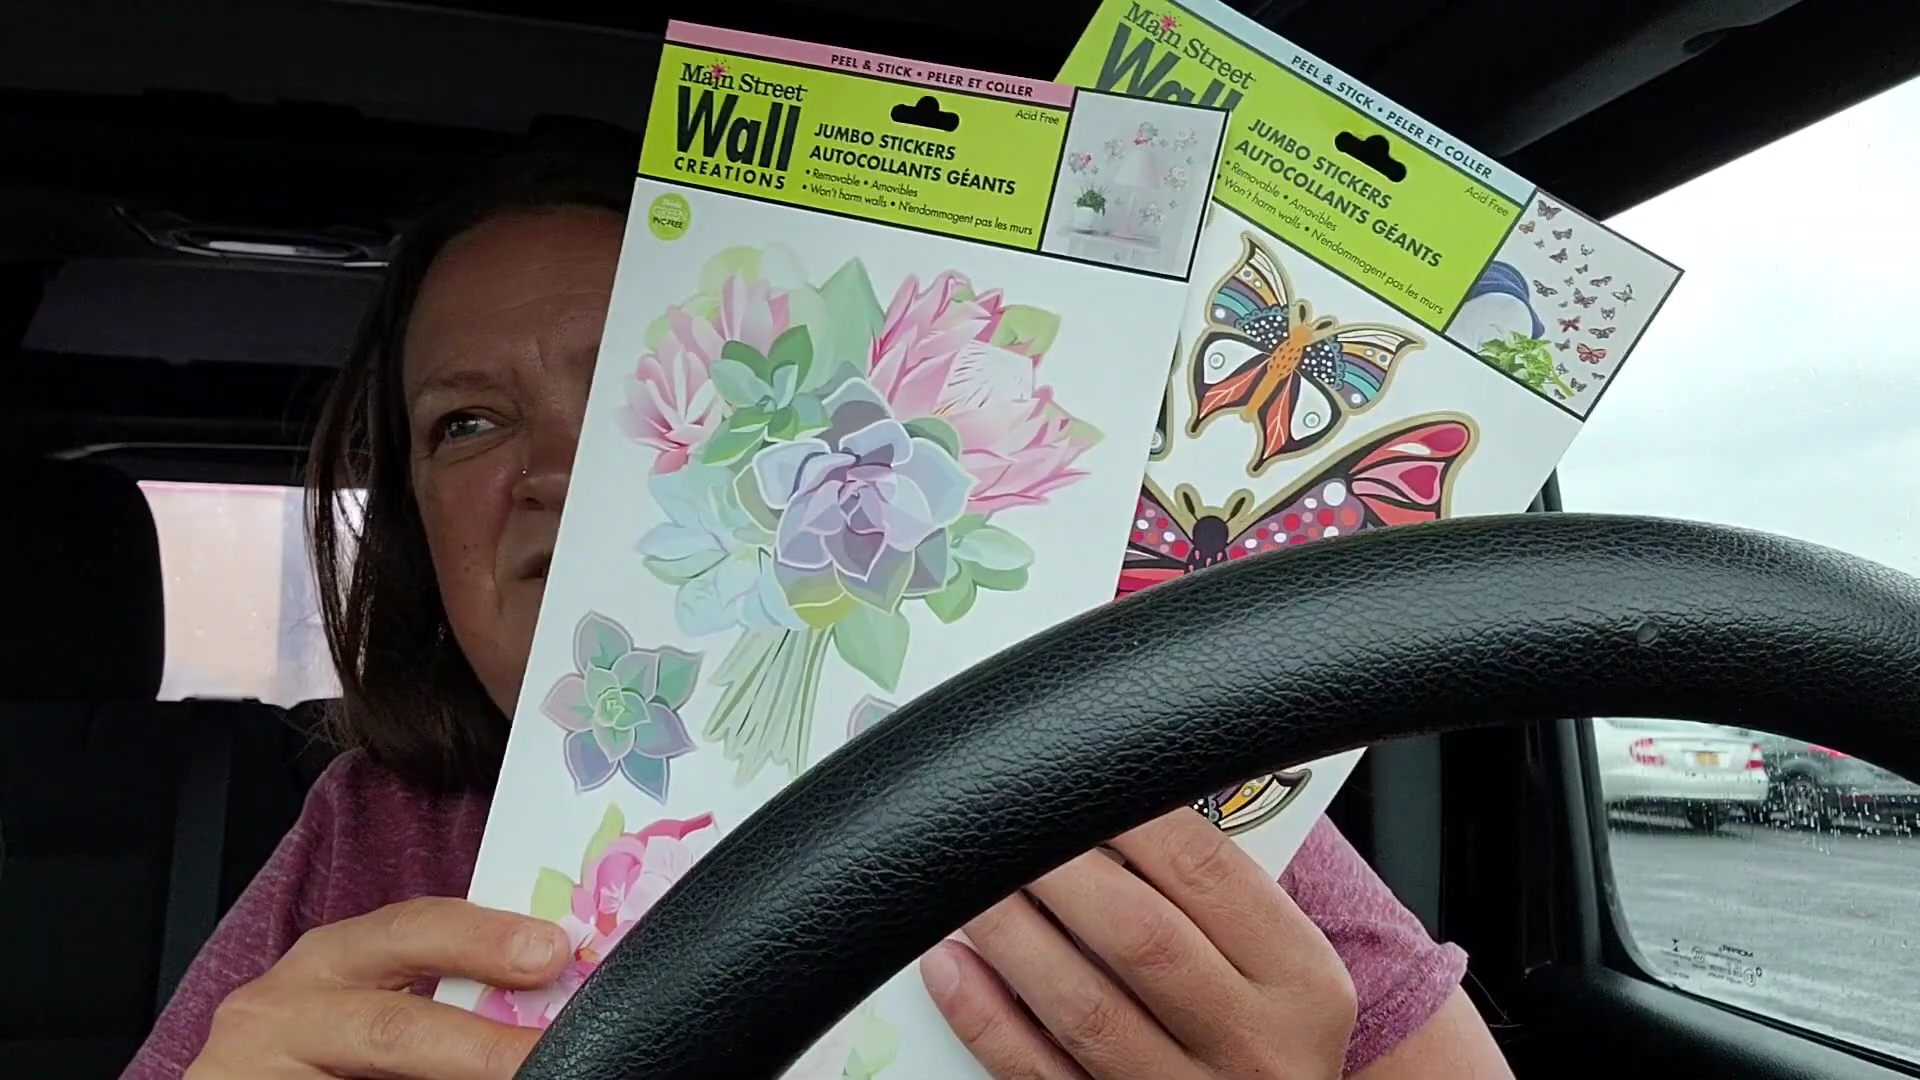 PEEL & STICK • PELER ET COLLER
Main Street
Wall
CREATIONS
Acid Free
JUMBO STICKERS
AUTOCOLLANTS GÉANTS
• Removable • Amovibles
• Won't harm walls • N'endommagent pas les murs
PVC-FREE
PEEL & STICK • PELER ET COLLER
Main Street
Wall
Acid Free
JUMBO STICKERS
AUTOCOLLANTS GÉANTS
• Removable • Amovibles
• Won't harm walls • N'endommagent pas les murs